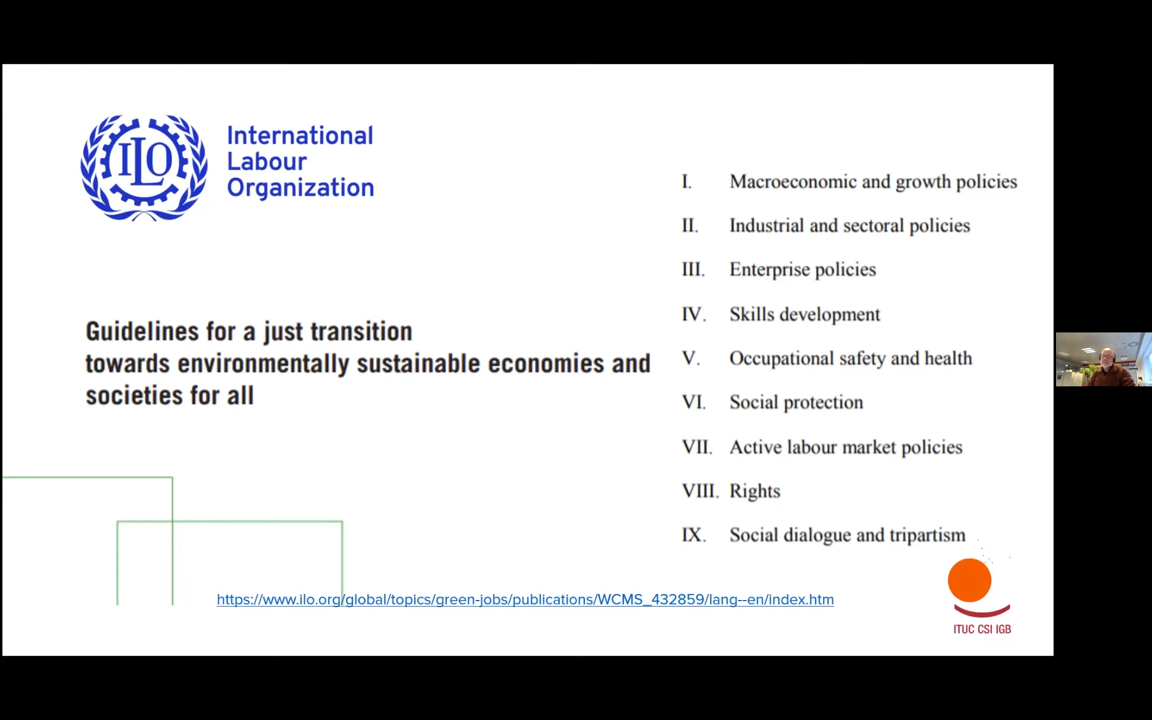 ILO
International
Labour
Organization
Guidelines for a just transition
towards environmentally sustainable economies and
societies for all
I. Macroeconomic and growth policies
II. Industrial and sectoral policies
III. Enterprise policies
IV. Skills development
V. Occupational safety and health
VI. Social protection
VII. Active labour market policies
VIII. Rights
IX. Social dialogue and tripartism
https://www.ilo.org/global/topics/green-jobs/publications/WCMS_432859/lang--en/index.htm
ITUC CSI IGB